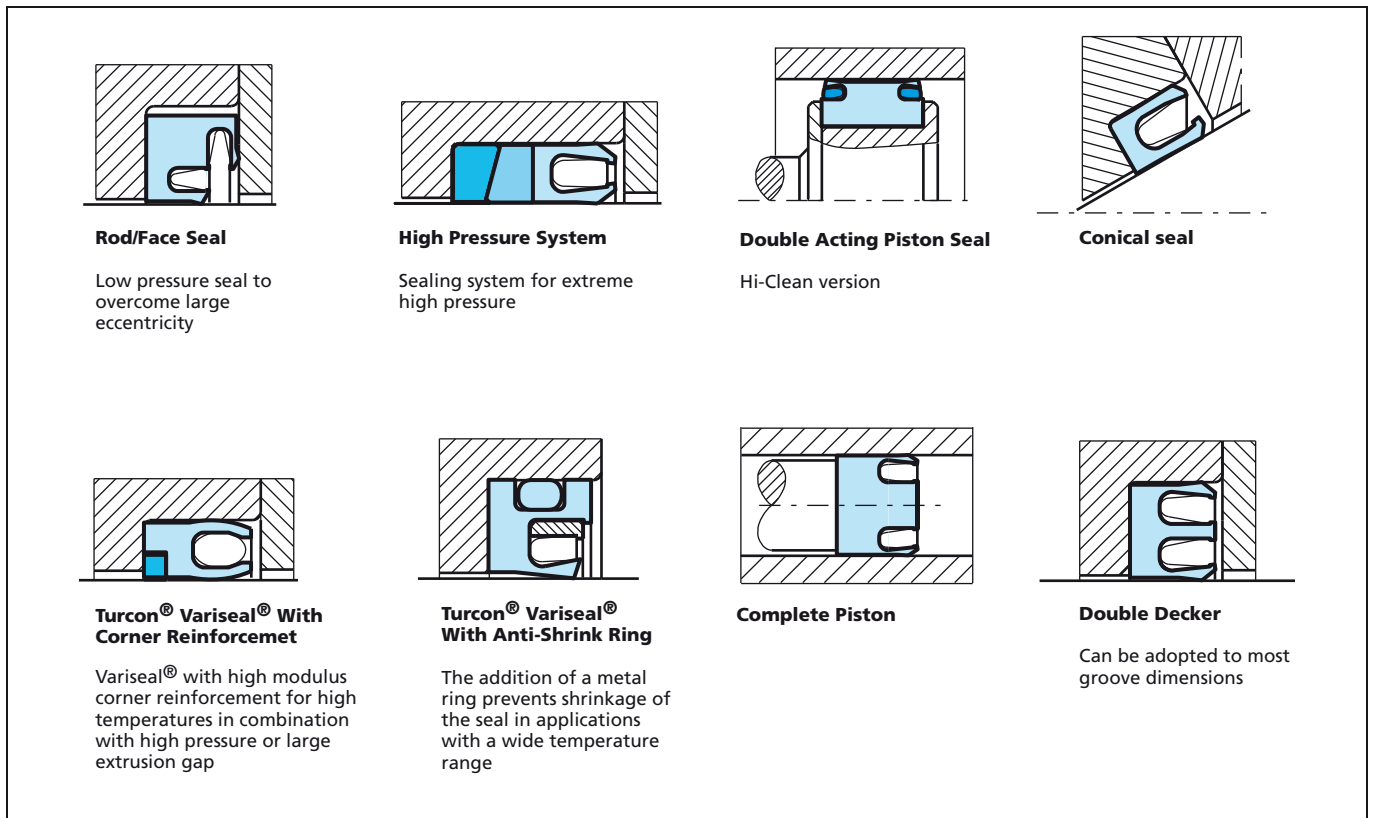 Rod/Face Seal
Low pressure seal to
overcome large
eccentricity
High Pressure System
Sealing system for extreme
high pressure
Double Acting Piston Seal
Hi-Clean version
Conical seal
Turcon® Variseal® With
Corner Reinforcemet
Variseal® with high modulus
corner reinforcement for high
temperatures in combination
with high pressure or large
extrusion gap
Turcon® Variseal®
With Anti-Shrink Ring
The addition of a metal
ring prevents shrinkage of
the seal in applications
with a wide temperature
range
Complete Piston
Double Decker
Can be adopted to most
groove dimensions